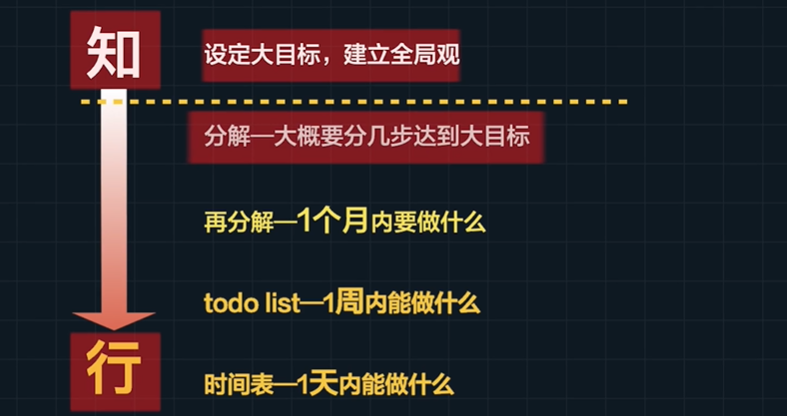 知
设定大目标，建立全局观
分解—大概要分几步达到大目标
再分解—1个月内要做什么
todo list—1周内能做什么
行
时间表—1天内能做什么